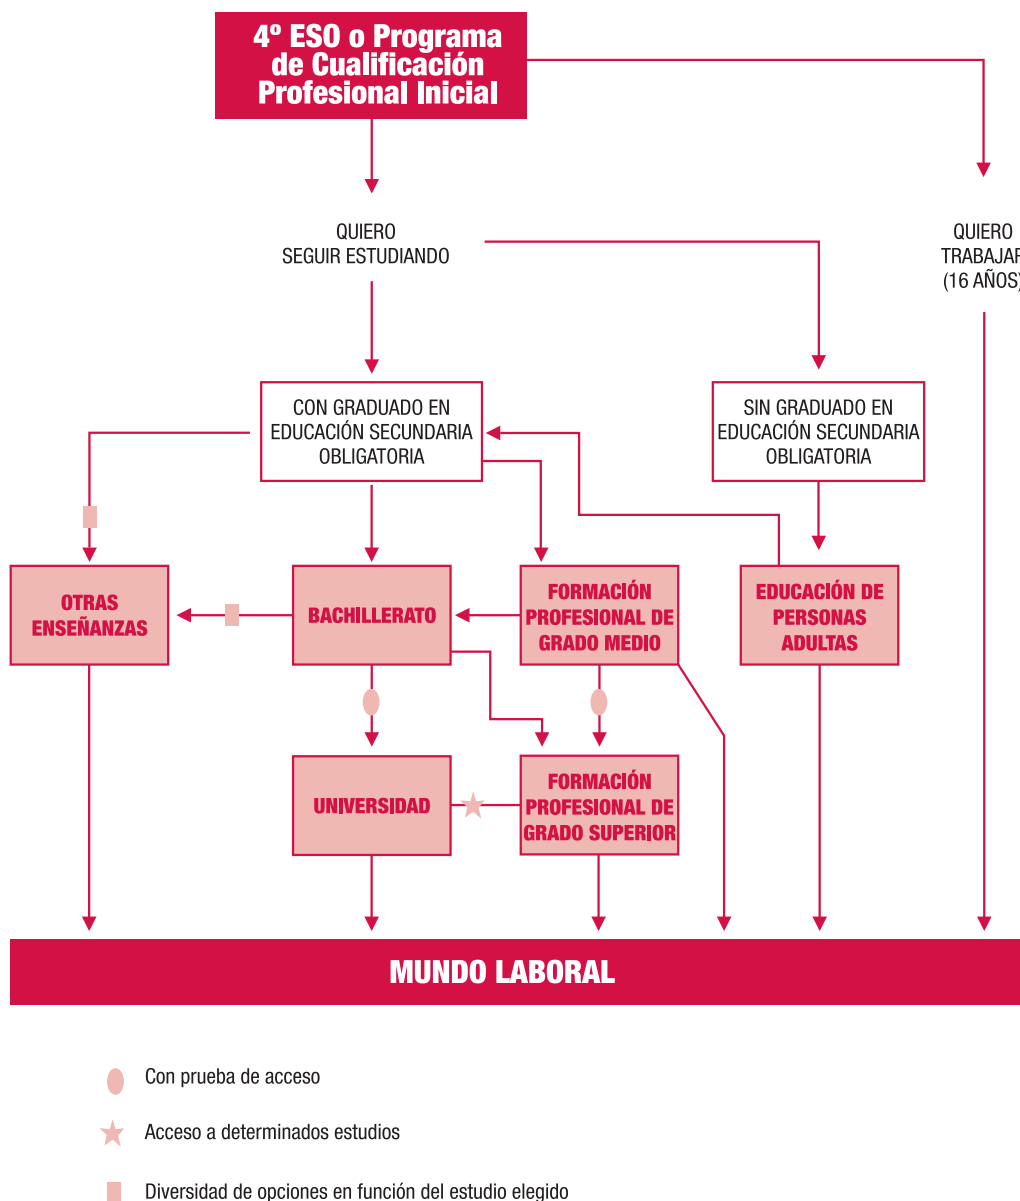 4º ESO o Programa
de Cualificación
Profesional Inicial
QUIERO
SEGUIR ESTUDIANDO
QUIERO
TRABAJAR
(16 AÑOS)
CON GRADUADO EN
EDUCACIÓN SECUNDARIA
OBLIGATORIA
SIN GRADUADO EN
EDUCACIÓN SECUNDARIA
OBLIGATORIA
OTRAS
ENSEÑANZAS
BACHILLERATO
FORMACIÓN
PROFESIONAL DE
GRADO MEDIO
EDUCACIÓN DE
PERSONAS
ADULTAS
UNIVERSIDAD
FORMACIÓN
PROFESIONAL DE
GRADO SUPERIOR
MUNDO LABORAL
Con prueba de acceso
Acceso a determinados estudios
Diversidad de opciones en función del estudio elegido